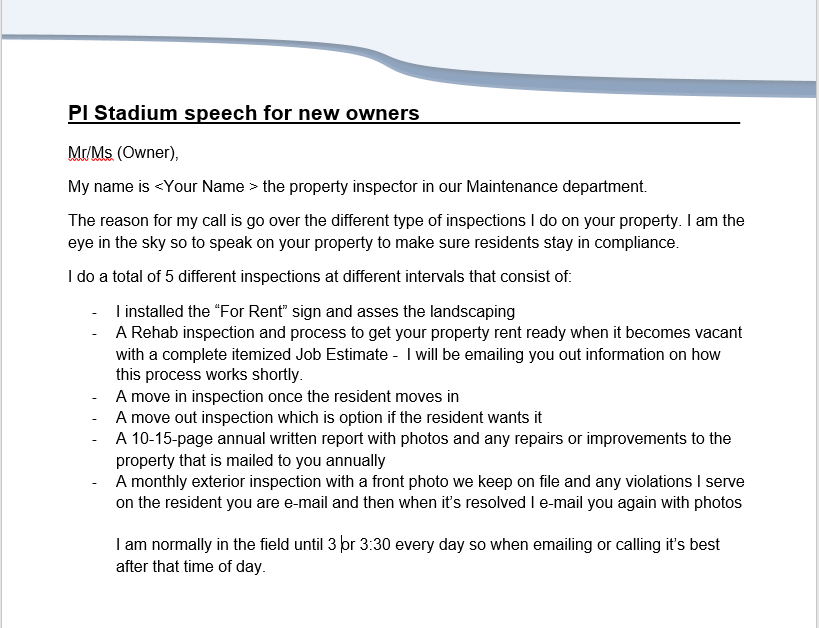 PI Stadium speech for new owners
Mr/Ms (Owner),
My name is <Your Name > the property inspector in our Maintenance department.
The reason for my call is go over the different type of inspections I do on your property. I am the
eye in the sky so to speak on your property to make sure residents stay in compliance.
I do a total of 5 different inspections at different intervals that consist of:
- I installed the “For Rent” sign and asses the landscaping
- A Rehab inspection and process to get your property rent ready when it becomes vacant
with a complete itemized Job Estimate -  I will be emailing you out information on how
this process works shortly.
- A move in inspection once the resident moves in
- A move out inspection which is option if the resident wants it
- A 10-15-page annual written report with photos and any repairs or improvements to the
property that is mailed to you annually
- A monthly exterior inspection with a front photo we keep on file and any violations I serve
on the resident you are e-mail and then when it’s resolved I e-mail you again with photos
I am normally in the field until 3 or 3:30 every day so when emailing or calling it’s best
after that time of day.